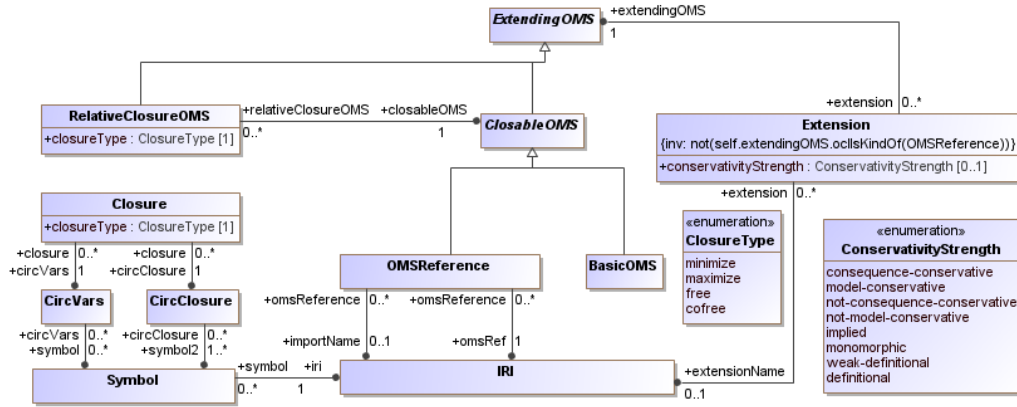 ExtendingOMS
+extendingOMS
1
+extension 0..*
RelativeClosureOMS
+closureType : ClosureType [1]
+relativeClosureOMS
0..*
+closableOMS
1
ClosableOMS
Extension
{inv: not(self.extendingOMS.oclIsKindOf(OMSReference))}
+conservativityStrength : ConservativityStrength [0..1]
+extension 0..*
Closure
+closureType : ClosureType [1]
+closure 0..*
+circVars 1
+closure 0..*
+circClosure 1
«enumeration»
ClosureType
minimize
maximize
free
cofree
«enumeration»
ConservativityStrength
consequence-conservative
model-conservative
not-consequence-conservative
not-model-conservative
implied
monomorphic
weak-definitional
definitional
OMSReference
BasicOMS
CircVars
CircClosure
+omsReference 0..*
+omsReference 0..*
+importName 0..1
+omsRef 1
+circVars 0..*
+symbol 0..*
+circClosure 0..*
+symbol2 1..*
Symbol
+symbol
0..*
+iri
1
IRI
+extensionName
0..1